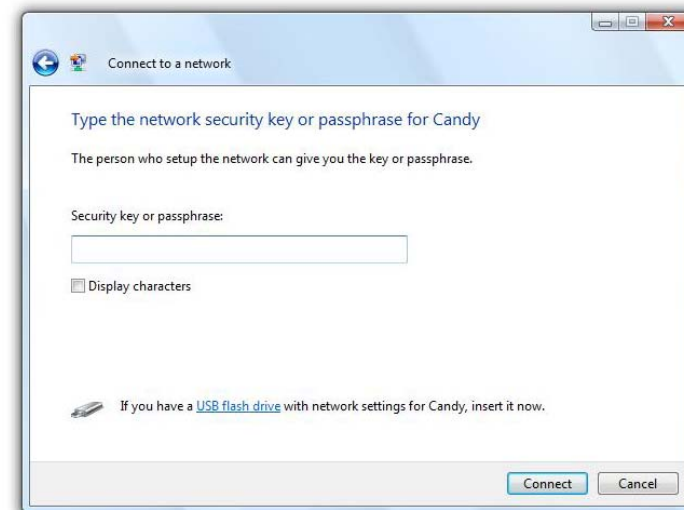 Connect to a network
Type the network security key or passphrase for Candy
The person who setup the network can give you the key or passphrase.
Security key or passphrase:
Display characters
If you have a USB flash drive with network settings for Candy, insert it now.
Connect Cancel